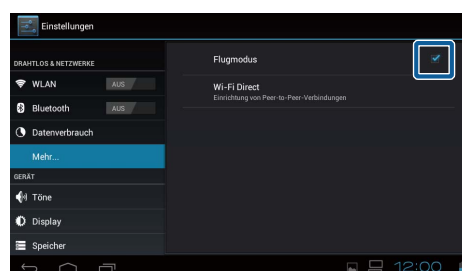 Einstellungen
DRAHTLOS & NETZWERKE
WLAN AUS
Bluetooth AUS
Datenverbrauch
Mehr...
GERÄT
Töne
Display
Speicher
Flugmodus
Wi-Fi Direct
Einrichtung von Peer-to-Peer-Verbindungen
12:00